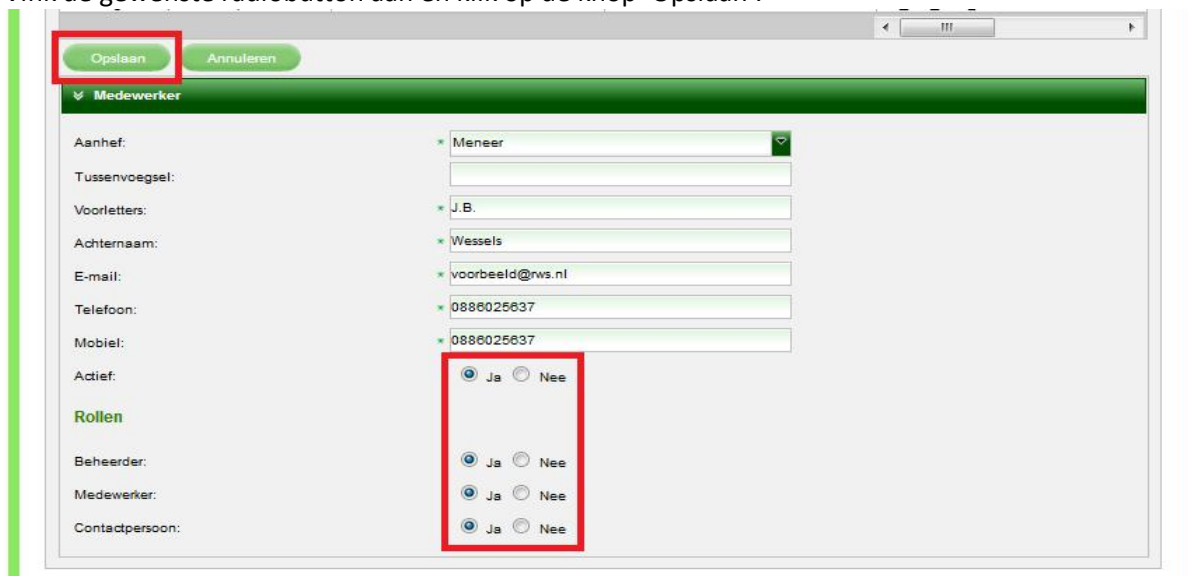 Opslaan Annuleren
Medewerker
Aanhef: * Meneer
Tussenvoegsel:
Voorletters: * J.B.
Achternaam: * Wessels
E-mail: * voorbeeld@rws.nl
Telefoon: * 0886025637
Mobiel: * 0886025637
Actief: Ja Nee
Rollen
Beheerder: Ja Nee
Medewerker: Ja Nee
Contactpersoon: Ja Nee